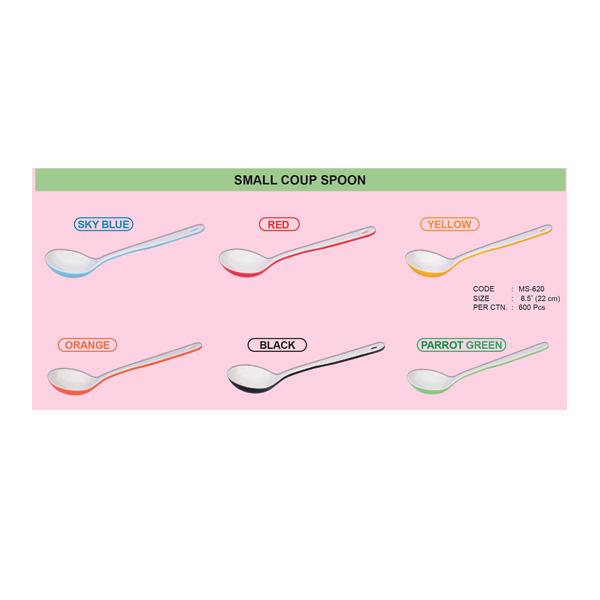 SMALL COUP SPOON
SKY BLUE
RED
YELLOW
CODE : MS-620
SIZE : 8.5" (22 cm)
PER CTN. : 600 Pcs
ORANGE
BLACK
PARROT GREEN